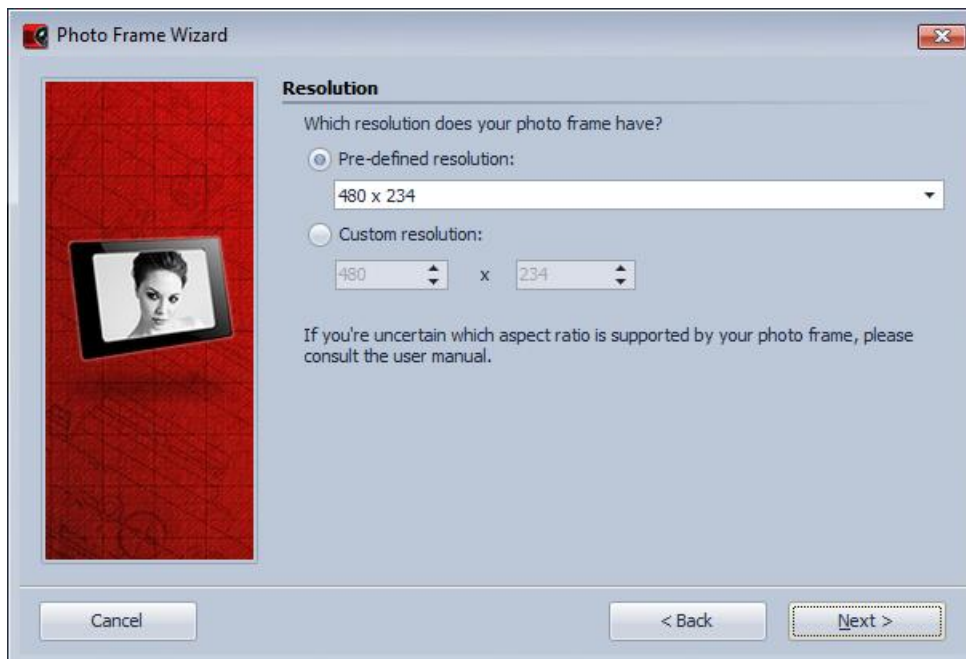 Photo Frame Wizard
Resolution
Which resolution does your photo frame have?
Pre-defined resolution:
480 x 234
Custom resolution:
480 x 234
If you're uncertain which aspect ratio is supported by your photo frame, please
consult the user manual.
Cancel
< Back
Next >